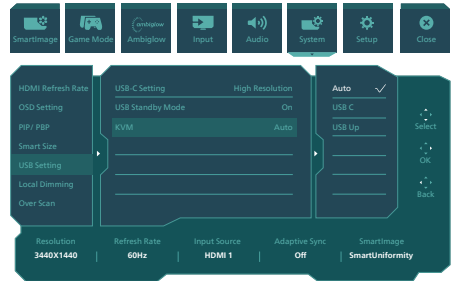 ambiglow
SmartImage Game Mode Ambiglow Input Audio System Setup Close
HDMI Refresh Rate USB-C Setting High Resolution Auto
OSD Setting USB Standby Mode On USB C
PIP/ PBP KVM Auto USB Up Select
Smart Size
USB Setting OK
Local Dimming
Over Scan Back
Resolution Refresh Rate Input Source Adaptive Sync SmartImage
3440X1440 | 60Hz | HDMI 1 | Off | SmartUniformity